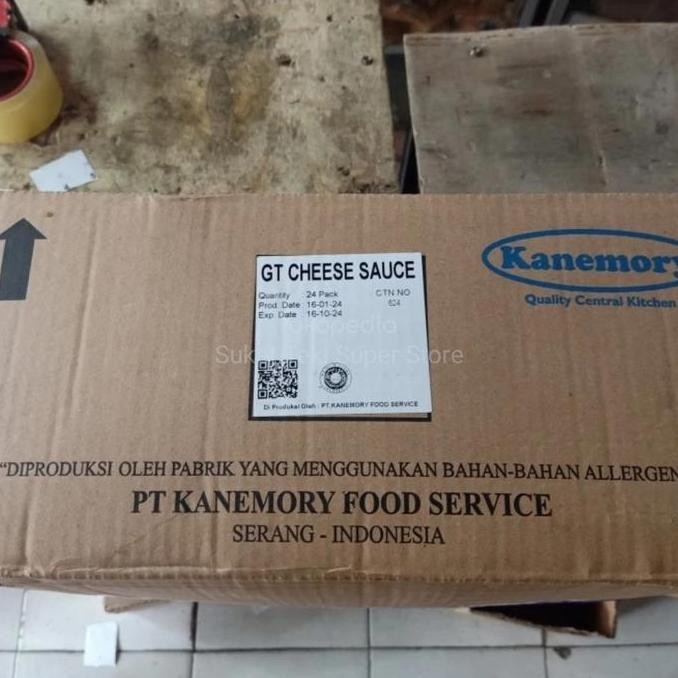 Kanemory
Quality Central Kitchen
GT CHEESE SAUCE
Quantity : 24 Pack CTN NO
Prod. Date : 16-01-24 624
Exp. Date : 16-10-24
Super Store
Di Produksi Oleh : PT.KANEMORY FOOD SERVICE
"DIPRODUKSI OLEH PABRIK YANG MENGGUNAKAN BAHAN-BAHAN ALLERGEN
PT KANEMORY FOOD SERVICE
SERANG - INDONESIA